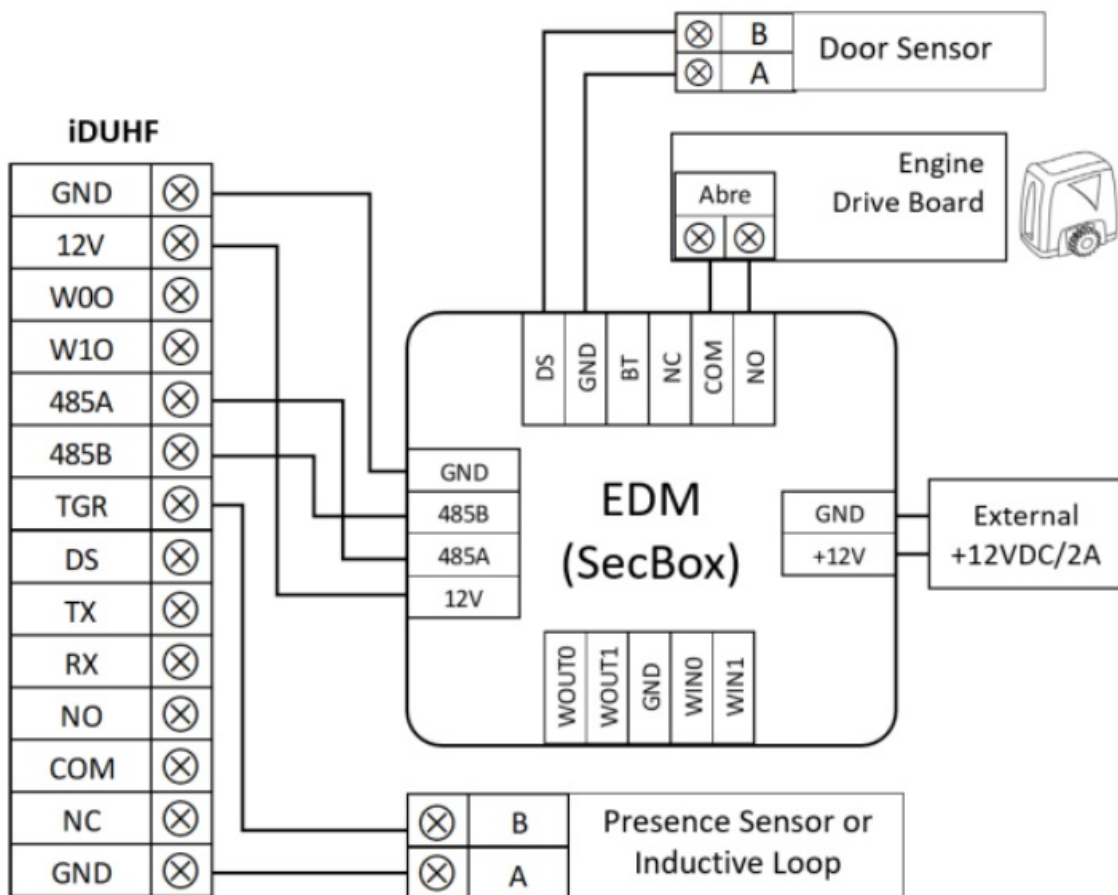 B
Door Sensor
A
iDUHF
GND
12V
W0O
W1O
485A
485B
TGR
DS
TX
RX
NO
COM
NC
GND
Engine
Drive Board
Abre
DS
GND
BT
NC
COM
NO
GND
485B
485A
12V
EDM
(SecBox)
GND
+12V
External
+12VDC/2A
WOUT0
WOUT1
GND
WIN0
WIN1
B
A
Presence Sensor or
Inductive Loop